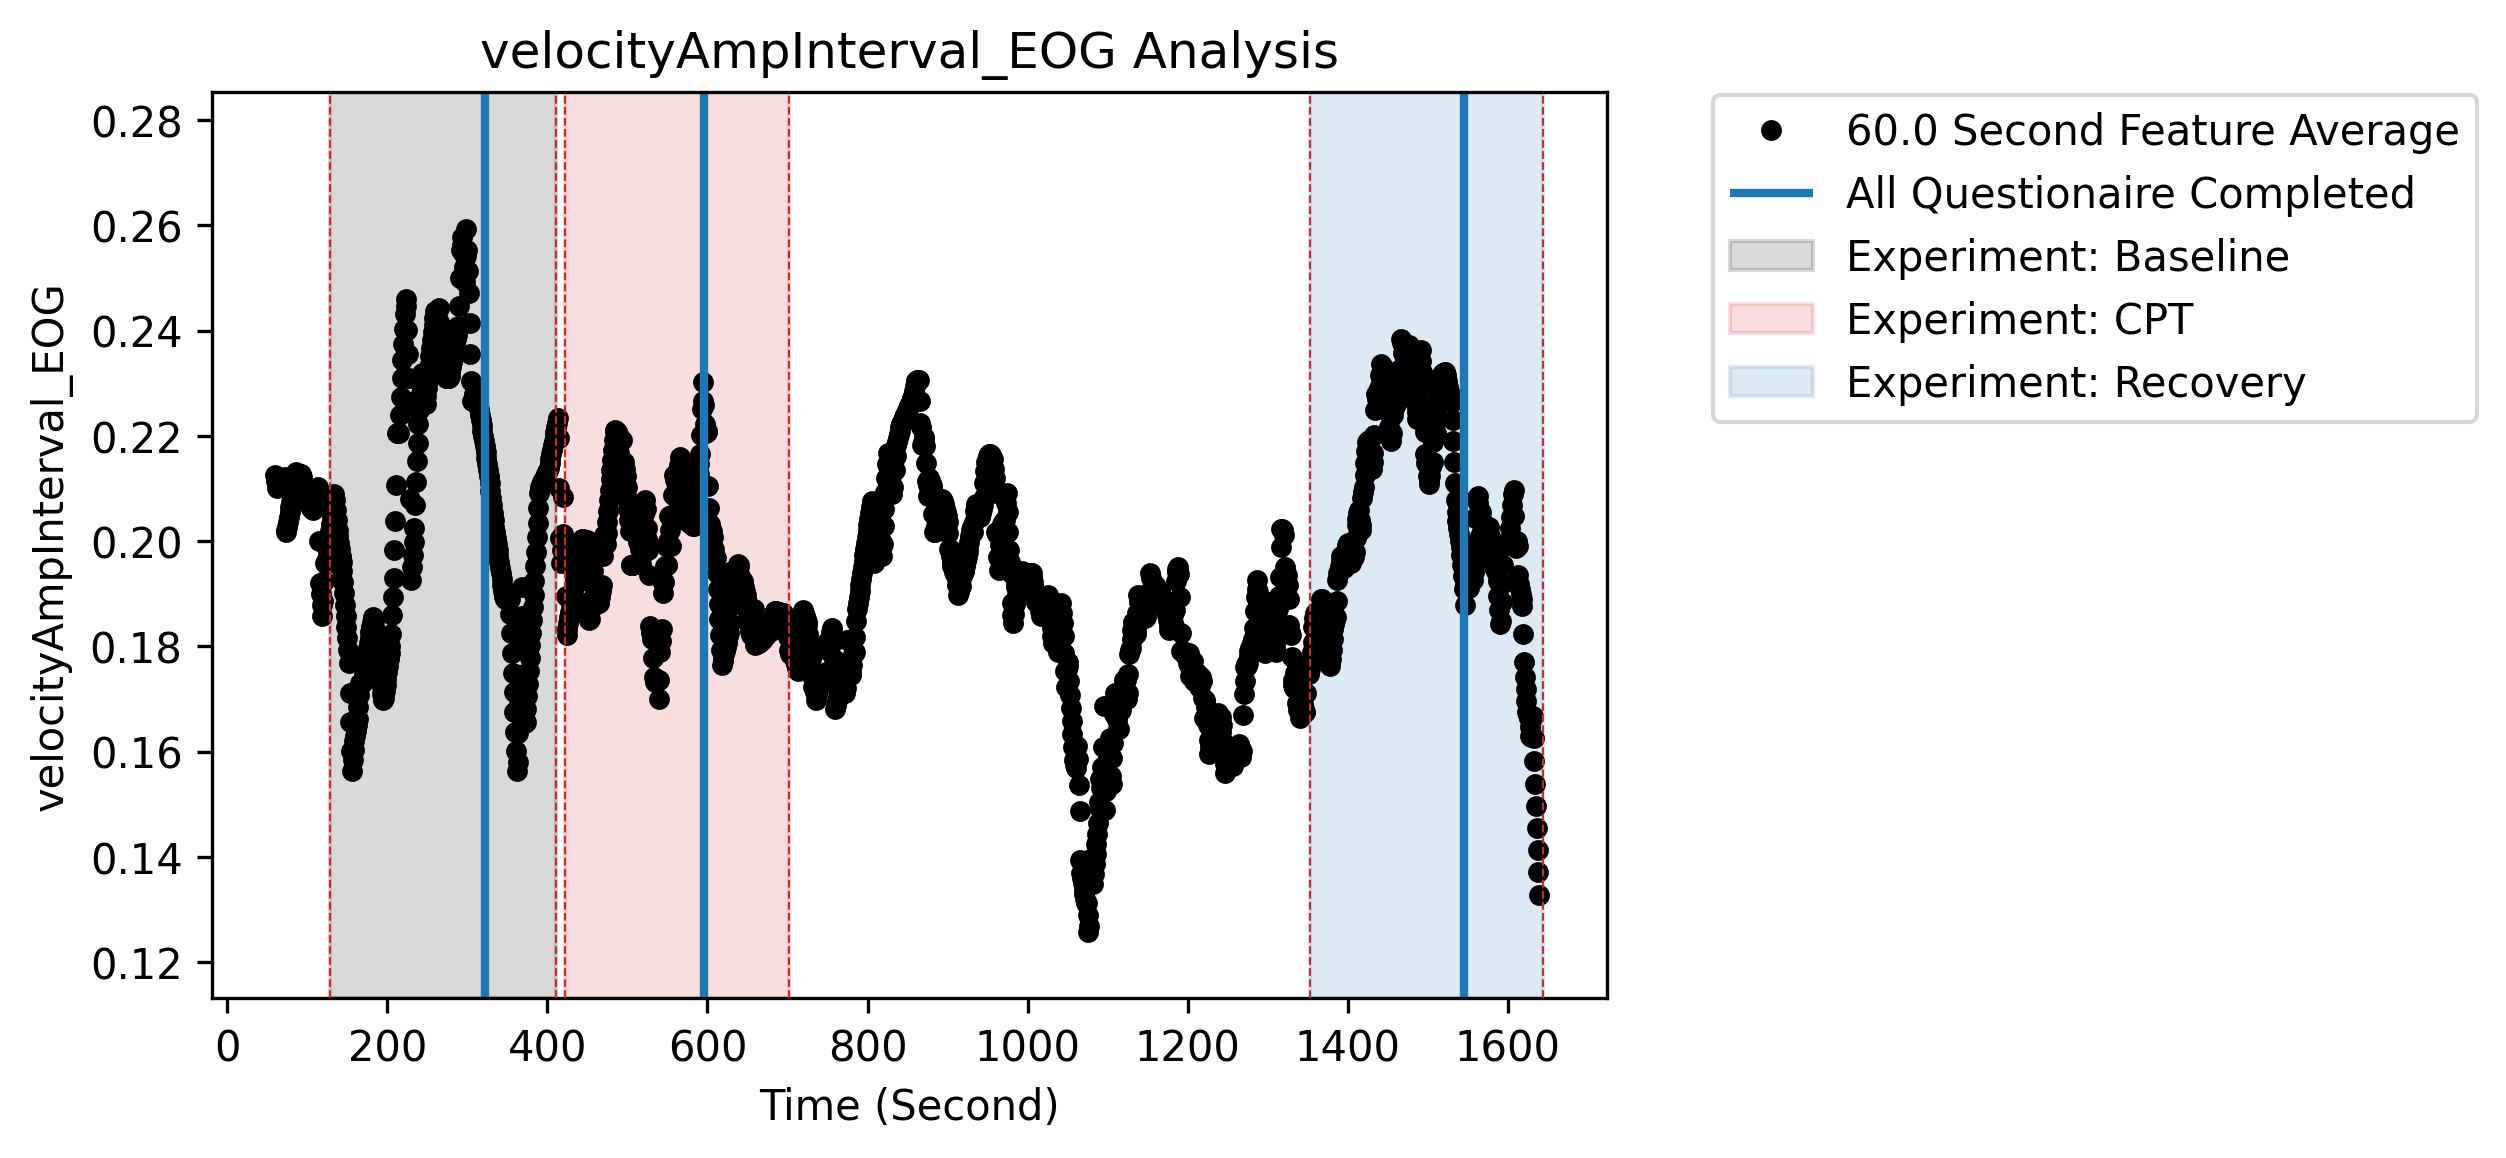 velocityAmpInterval_EOG Analysis
velocityAmpInterval_EOG
0.28
0.26
0.24
0.22
0.20
0.18
0.16
0.14
0.12
0 200 400 600 800 1000 1200 1400 1600
Time (Second)
60.0 Second Feature Average
All Questionaire Completed
Experiment: Baseline
Experiment: CPT
Experiment: Recovery